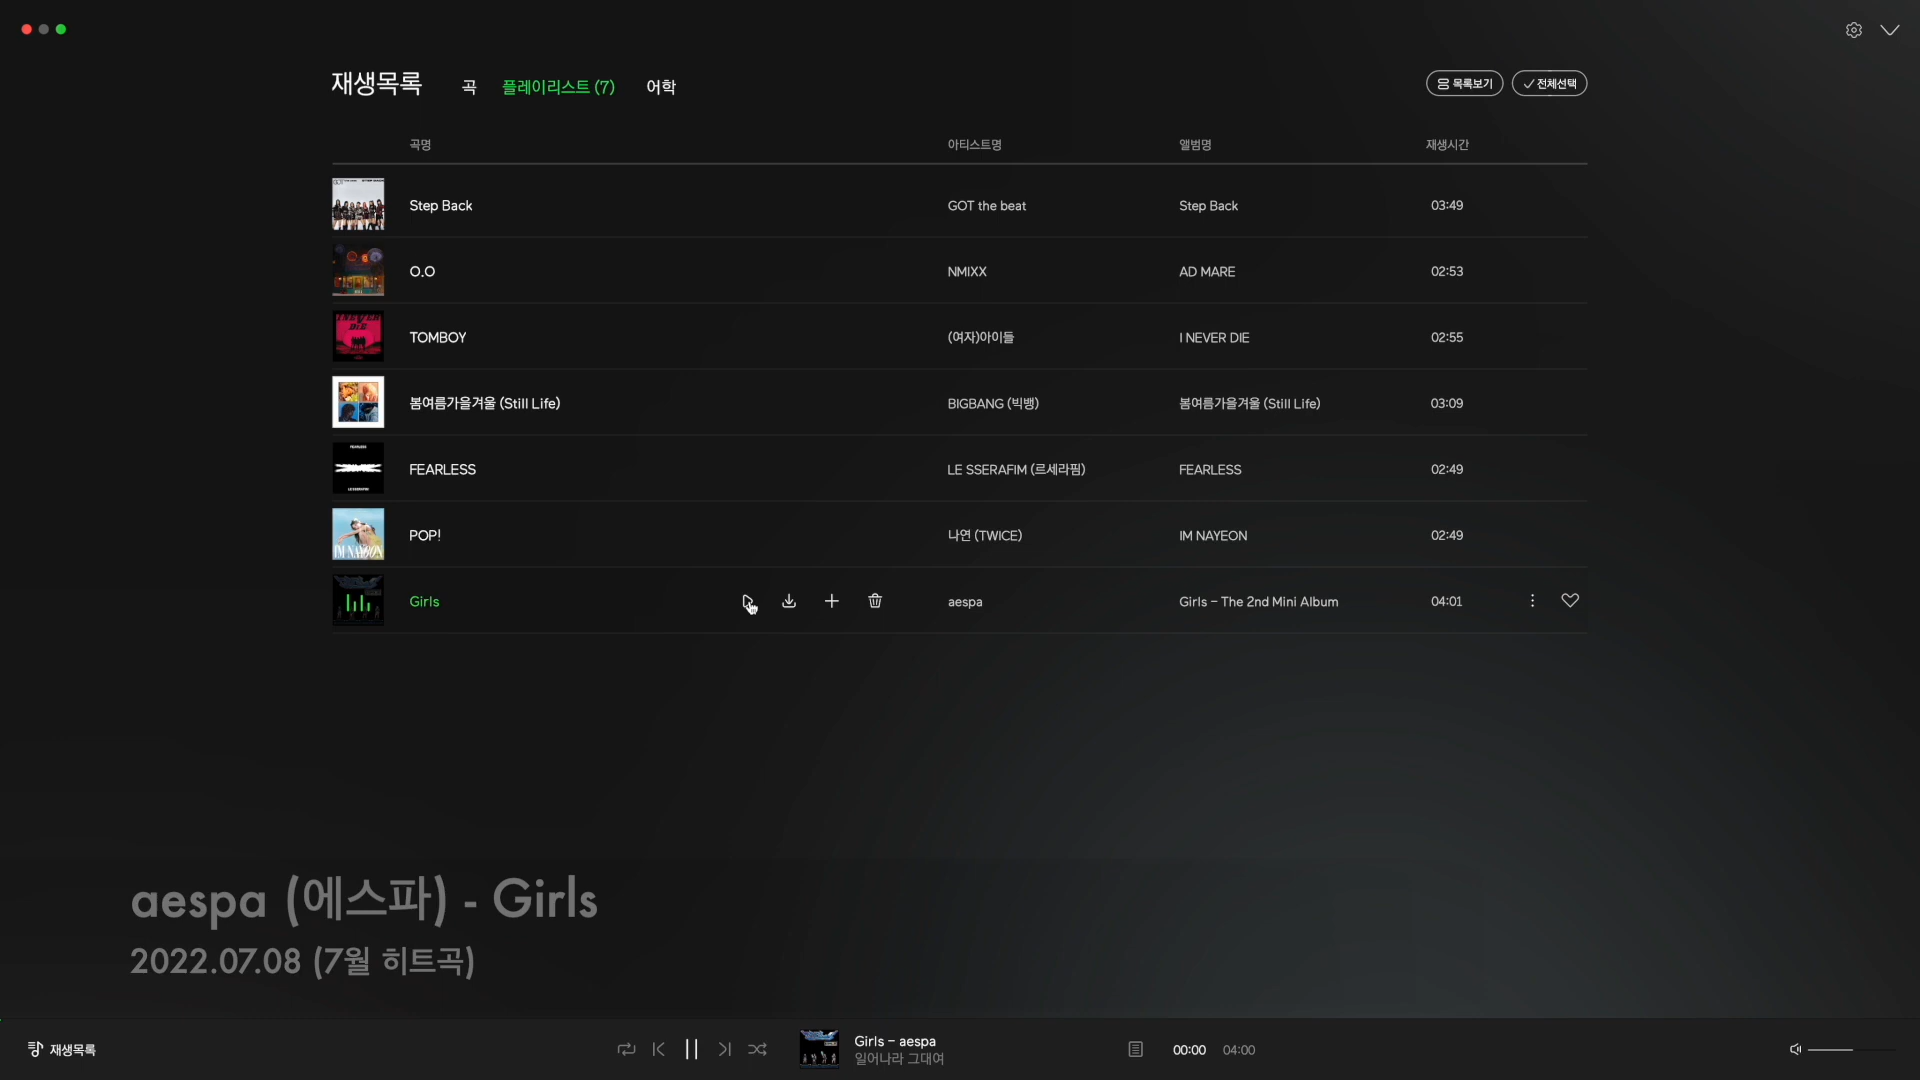 재생목록 곡 플레이리스트 (7) 어학 목록보기 전체선택
곡명 아티스트명 앨범명 재생시간
Step Back GOT the beat Step Back 03:49
O.O NMIXX AD MARE 02:53
TOMBOY (여자)아이들 I NEVER DIE 02:55
봄여름가을겨울 (Still Life) BIGBANG (빅뱅) 봄여름가을겨울 (Still Life) 03:09
FEARLESS LE SSERAFIM (르세라핌) FEARLESS 02:49
IM NAYEON POP! 나연 (TWICE) IM NAYEON 02:49
Girls aespa Girls – The 2nd Mini Album 04:01
aespa (에스파) - Girls
2022.07.08 (7월 히트곡)
재생목록
Girls – aespa
일어나라 그대여
00:00 04:00